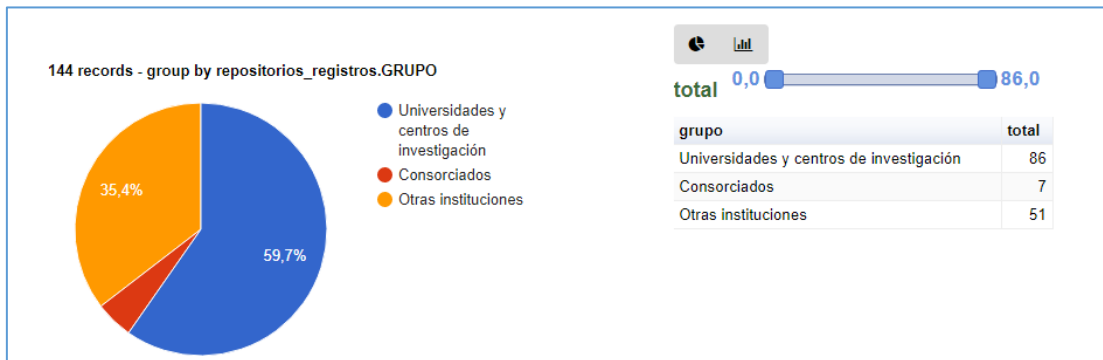 144 records - group by repositorios_registros.GRUPO
Universidades y
centros de
investigación
Consorciados
Otras instituciones
35,4%
59,7%
total 0,0 86,0
grupo total
Universidades y centros de investigación 86
Consorciados 7
Otras instituciones 51